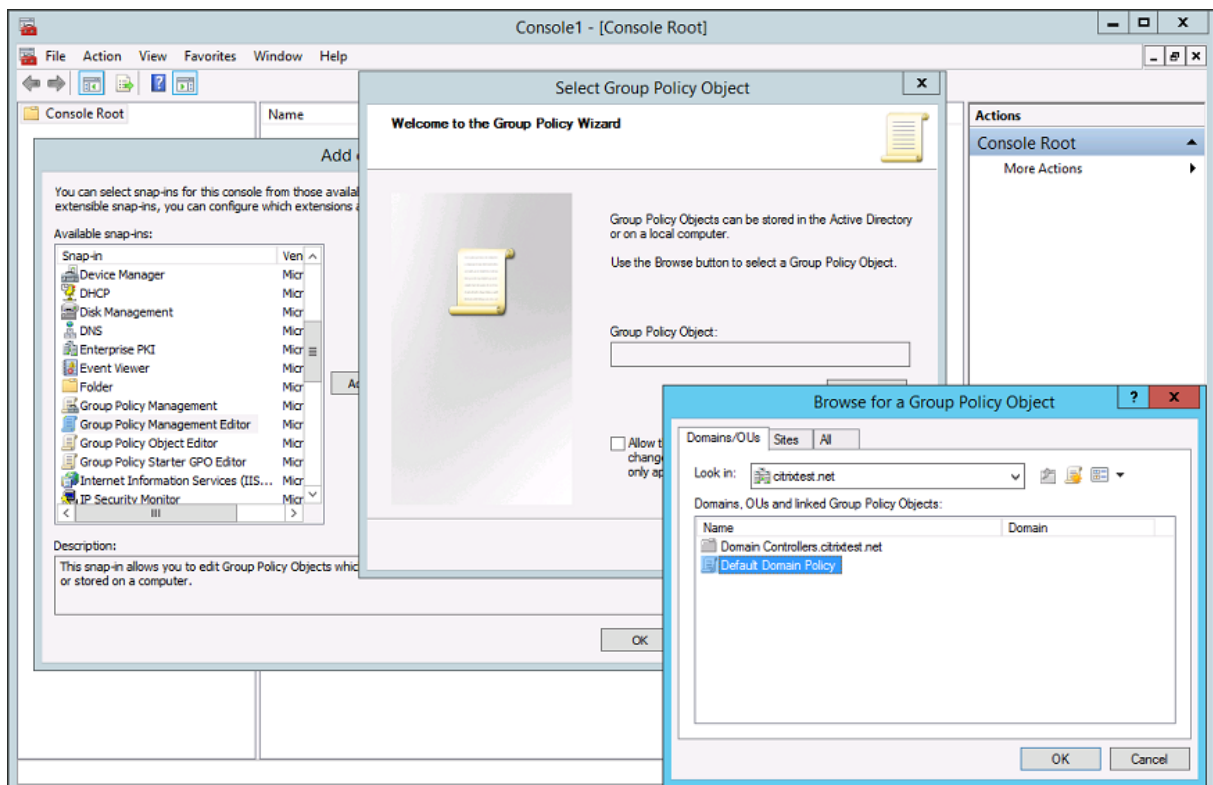 Console1 - [Console Root]
File Action View Favorites Window Help
Console Root
Name
Actions
Console Root
More Actions
Add
You can select snap-ins for this console from those
extensible snap-ins, you can configure which extensions
Available snap-ins:
Snap-in Ven
Device Manager Micr
DHCP Micr
Disk Management Micr
DNS Micr
Enterprise PKI Micr
Event Viewer Micr
Folder Micr
Group Policy Management Micr
Group Policy Management Editor Micr
Group Policy Object Editor Micr
Group Policy Starter GPO Editor Micr
Internet Information Services (IIS... Micr
IP Security Monitor Micr
Description:
This snap-in allows you to edit Group Policy Objects
or stored on a computer.
OK
Select Group Policy Object
Welcome to the Group Policy Wizard
Group Policy Objects can be stored in the Active Directory
or on a local computer.
Use the Browse button to select a Group Policy Object.
Group Policy Object:
Allow
only
Browse for a Group Policy Object
Domains/OUs Sites All
Look in: citrixtest.net
Domains, OUs and linked Group Policy Objects:
Name Domain
Domain Controllers.citrixtest.net
Default Domain Policy
OK Cancel